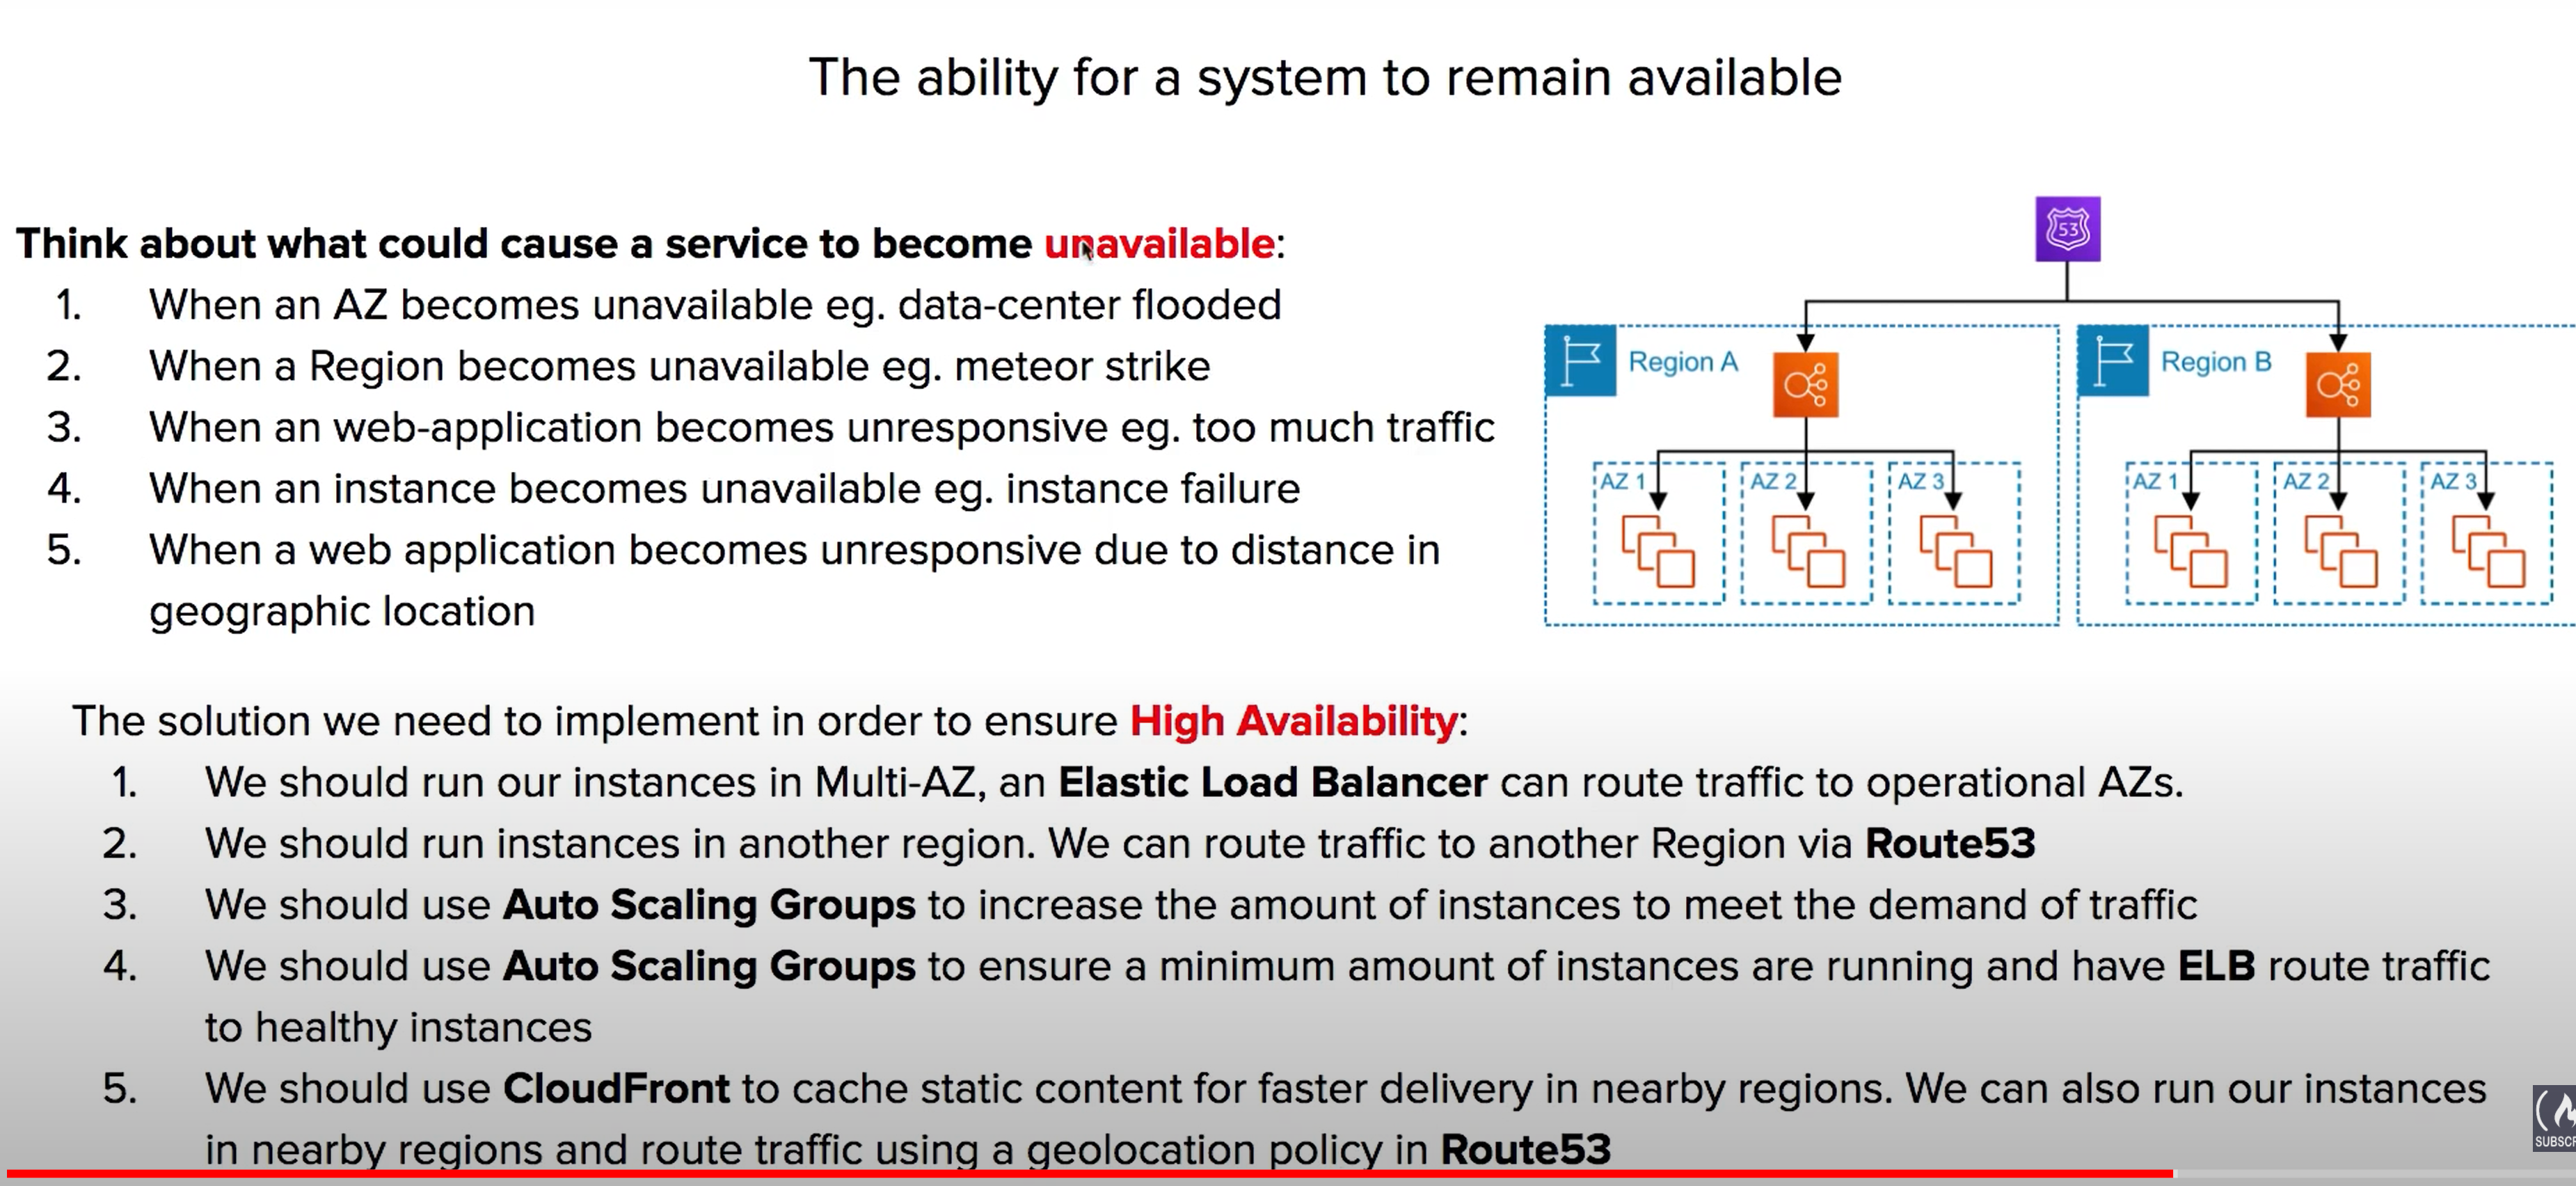 The ability for a system to remain available
Think about what could cause a service to become unavailable:
1. When an AZ becomes unavailable eg. data-center flooded
2. When a Region becomes unavailable eg. meteor strike
3. When an web-application becomes unresponsive eg. too much traffic
4. When an instance becomes unavailable eg. instance failure
5. When a web application becomes unresponsive due to distance in
geographic location
53
Region A
Region B
AZ 1
AZ 2
AZ 3
AZ 1
AZ 2
AZ 3
The solution we need to implement in order to ensure High Availability:
1. We should run our instances in Multi-AZ, an Elastic Load Balancer can route traffic to operational AZs.
2. We should run instances in another region. We can route traffic to another Region via Route53
3. We should use Auto Scaling Groups to increase the amount of instances to meet the demand of traffic
4. We should use Auto Scaling Groups to ensure a minimum amount of instances are running and have ELB route traffic
to healthy instances
5. We should use CloudFront to cache static content for faster delivery in nearby regions. We can also run our instances
in nearby regions and route traffic using a geolocation policy in Route53